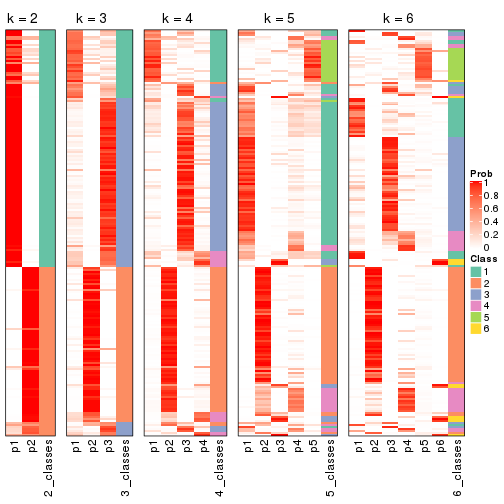 k = 2
k = 3
k = 4
k = 5
k = 6
p1
p2
2_classes
p1
p2
p3
3_classes
p1
p2
p3
p4
4_classes
p1
p2
p3
p4
p5
5_classes
p1
p2
p3
p4
p5
p6
6_classes
Prob
1
0.8
0.6
0.4
0.2
0
Class
1
2
3
4
5
6